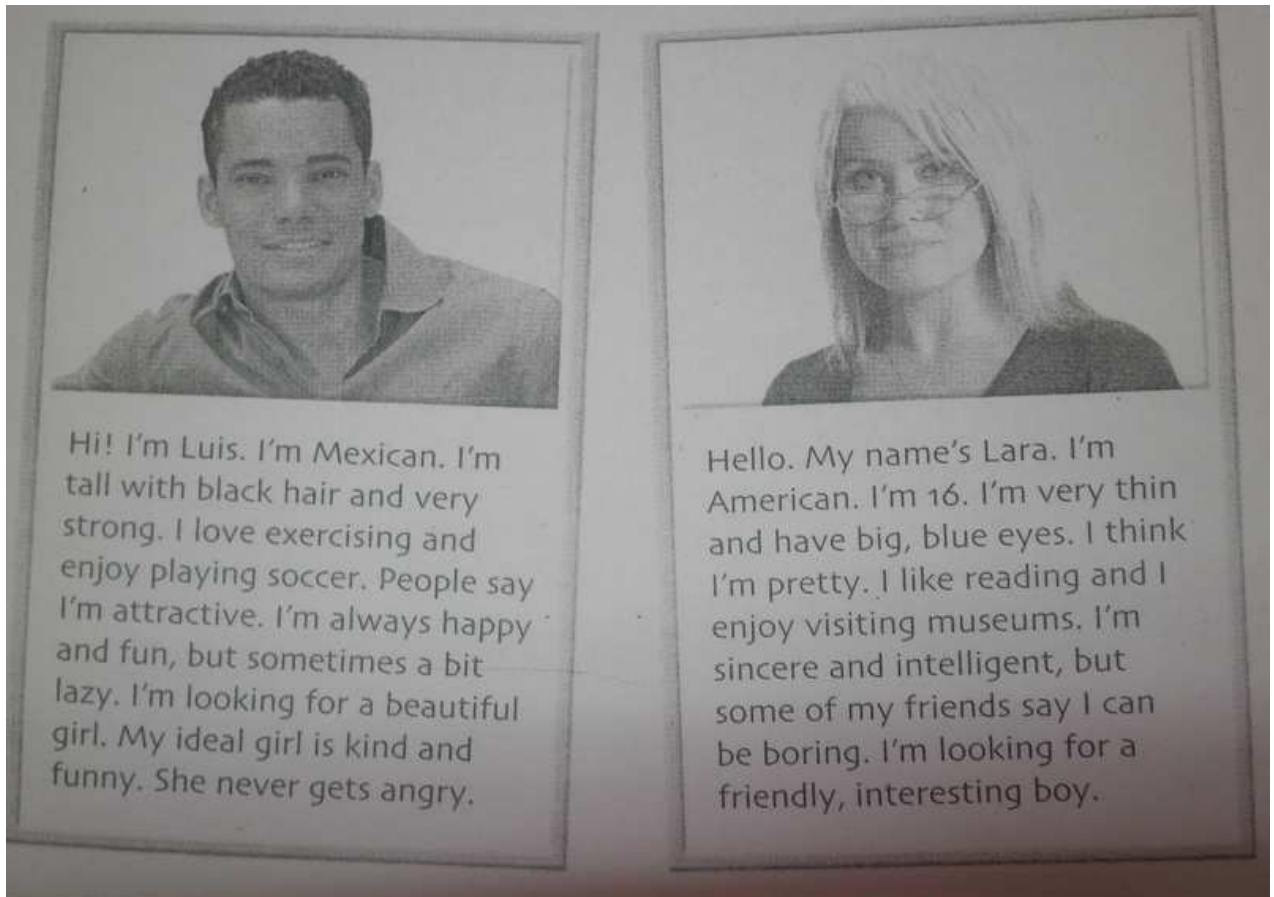 Hi! I'm Luis. I'm Mexican. I'm
tall with black hair and very
strong. I love exercising and
enjoy playing soccer. People say
I'm attractive. I'm always happy
and fun, but sometimes a bit
lazy. I'm looking for a beautiful
girl. My ideal girl is kind and
funny. She never gets angry.
Hello. My name's Lara. I'm
American. I'm 16. I'm very thin
and have big, blue eyes. I think
I'm pretty. I like reading and I
enjoy visiting museums. I'm
sincere and intelligent, but
some of my friends say I can
be boring. I'm looking for a
friendly, interesting boy.